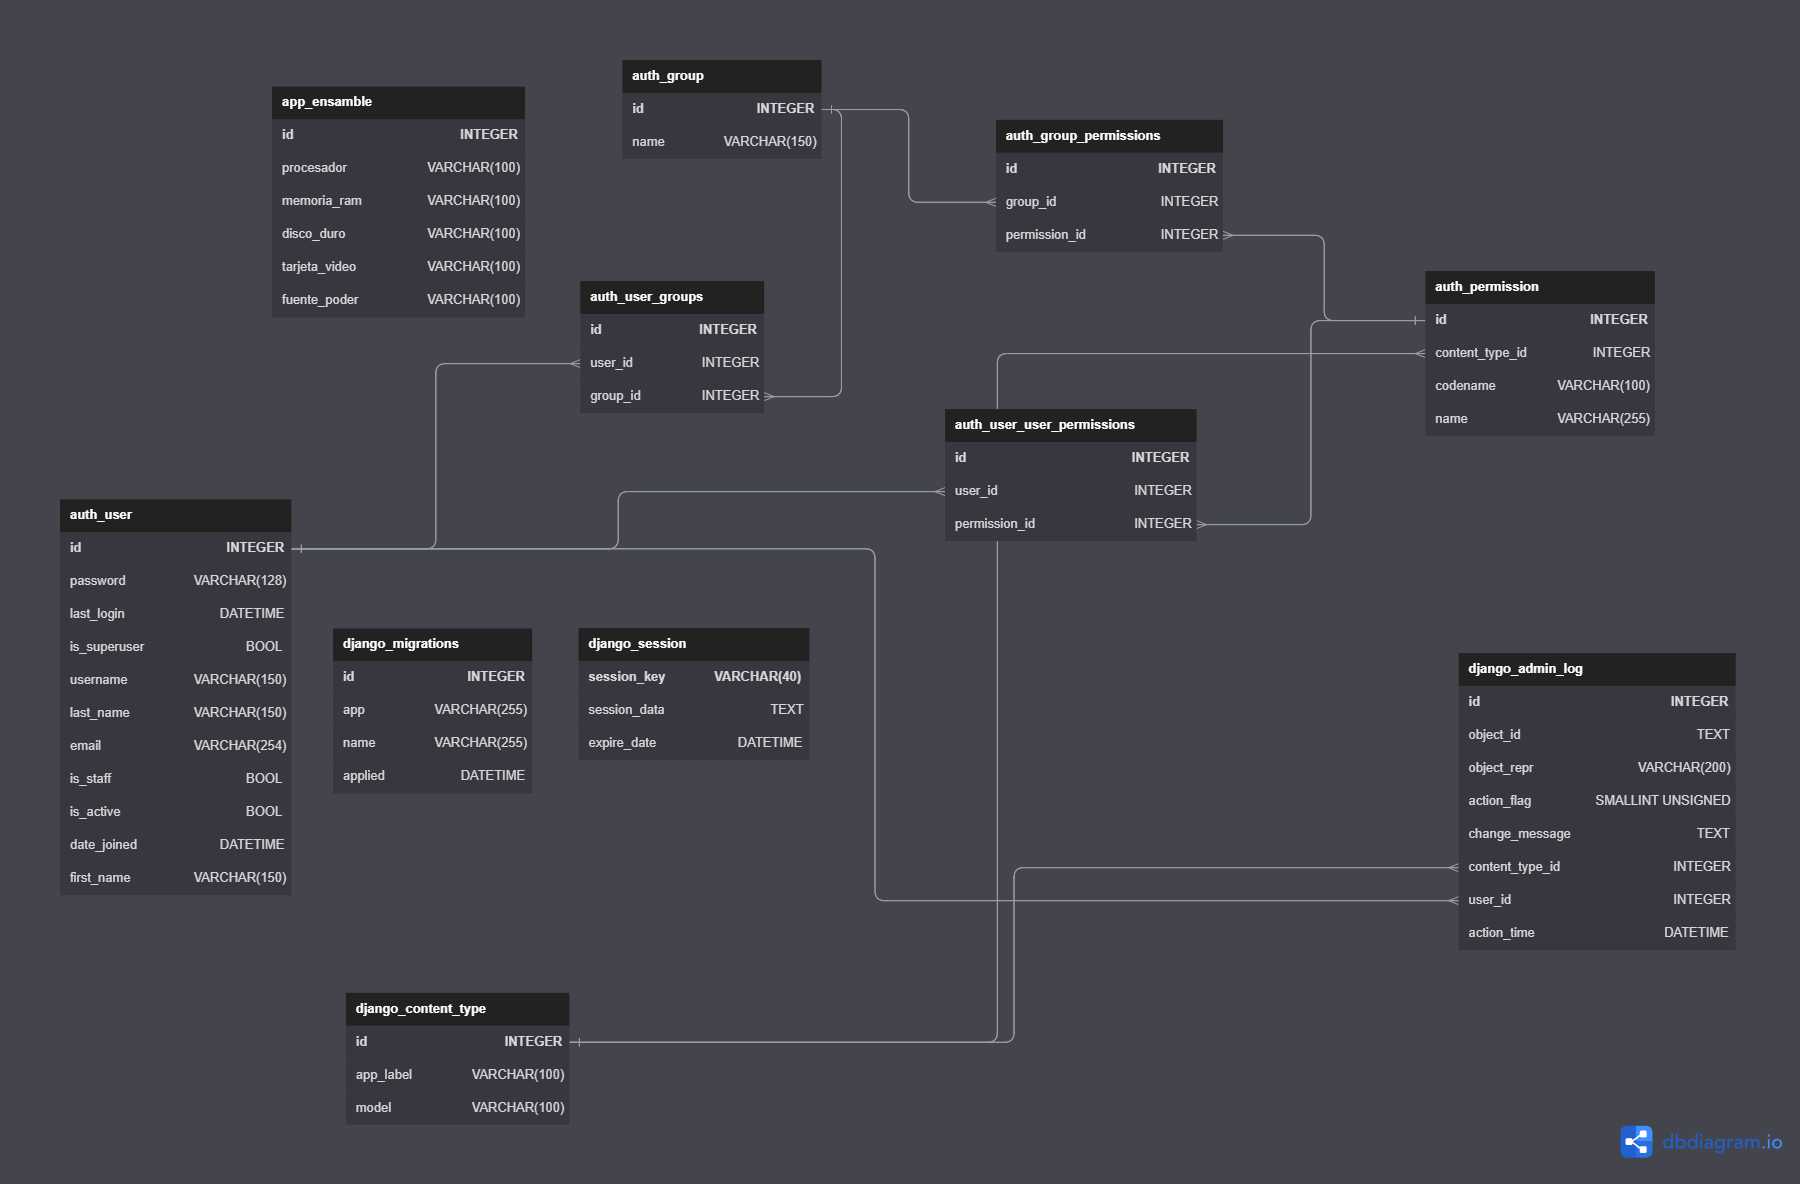 app_ensamble
id INTEGER
procesador VARCHAR(100)
memoria_ram VARCHAR(100)
disco_duro VARCHAR(100)
tarjeta_video VARCHAR(100)
fuente_poder VARCHAR(100)
auth_group
id INTEGER
name VARCHAR(150)
auth_group_permissions
id INTEGER
group_id INTEGER
permission_id INTEGER
auth_user_groups
id INTEGER
user_id INTEGER
group_id INTEGER
auth_permission
id INTEGER
content_type_id INTEGER
codename VARCHAR(100)
name VARCHAR(255)
auth_user_user_permissions
id INTEGER
user_id INTEGER
permission_id INTEGER
auth_user
id INTEGER
password VARCHAR(128)
last_login DATETIME
is_superuser BOOL
username VARCHAR(150)
last_name VARCHAR(150)
email VARCHAR(254)
is_staff BOOL
is_active BOOL
date_joined DATETIME
first_name VARCHAR(150)
django_migrations
id INTEGER
app VARCHAR(255)
name VARCHAR(255)
applied DATETIME
django_session
session_key VARCHAR(40)
session_data TEXT
expire_date DATETIME
django_admin_log
id INTEGER
object_id TEXT
object_repr VARCHAR(200)
action_flag SMALLINT UNSIGNED
change_message TEXT
content_type_id INTEGER
user_id INTEGER
action_time DATETIME
django_content_type
id INTEGER
app_label VARCHAR(100)
model VARCHAR(100)
dbdiagram.io